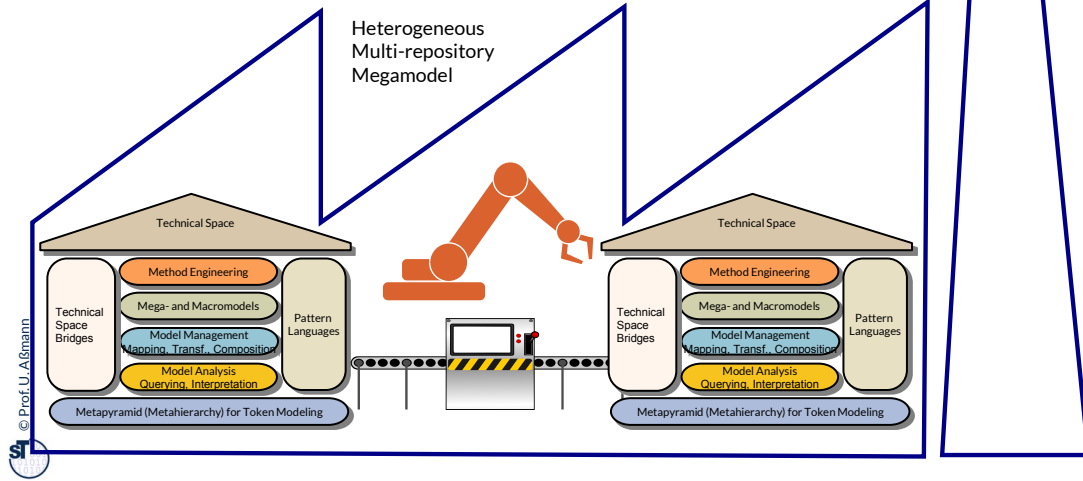 Heterogeneous
Multi-repository
Megamodel
Technical Space
Method Engineering
Mega- and Macromodels
Technical
Space
Bridges
Model Management
Mapping, Transf., Composition
Pattern
Languages
Model Analysis
Querying, Interpretation
Metapyramid (Metahierarchy) for Token Modeling
Technical Space
Method Engineering
Mega- and Macromodels
Technical
Space
Bridges
Model Management
Mapping, Transf., Composition
Pattern
Languages
Model Analysis
Querying, Interpretation
Metapyramid (Metahierarchy) for Token Modeling
© Prof. U. Aßmann
ST